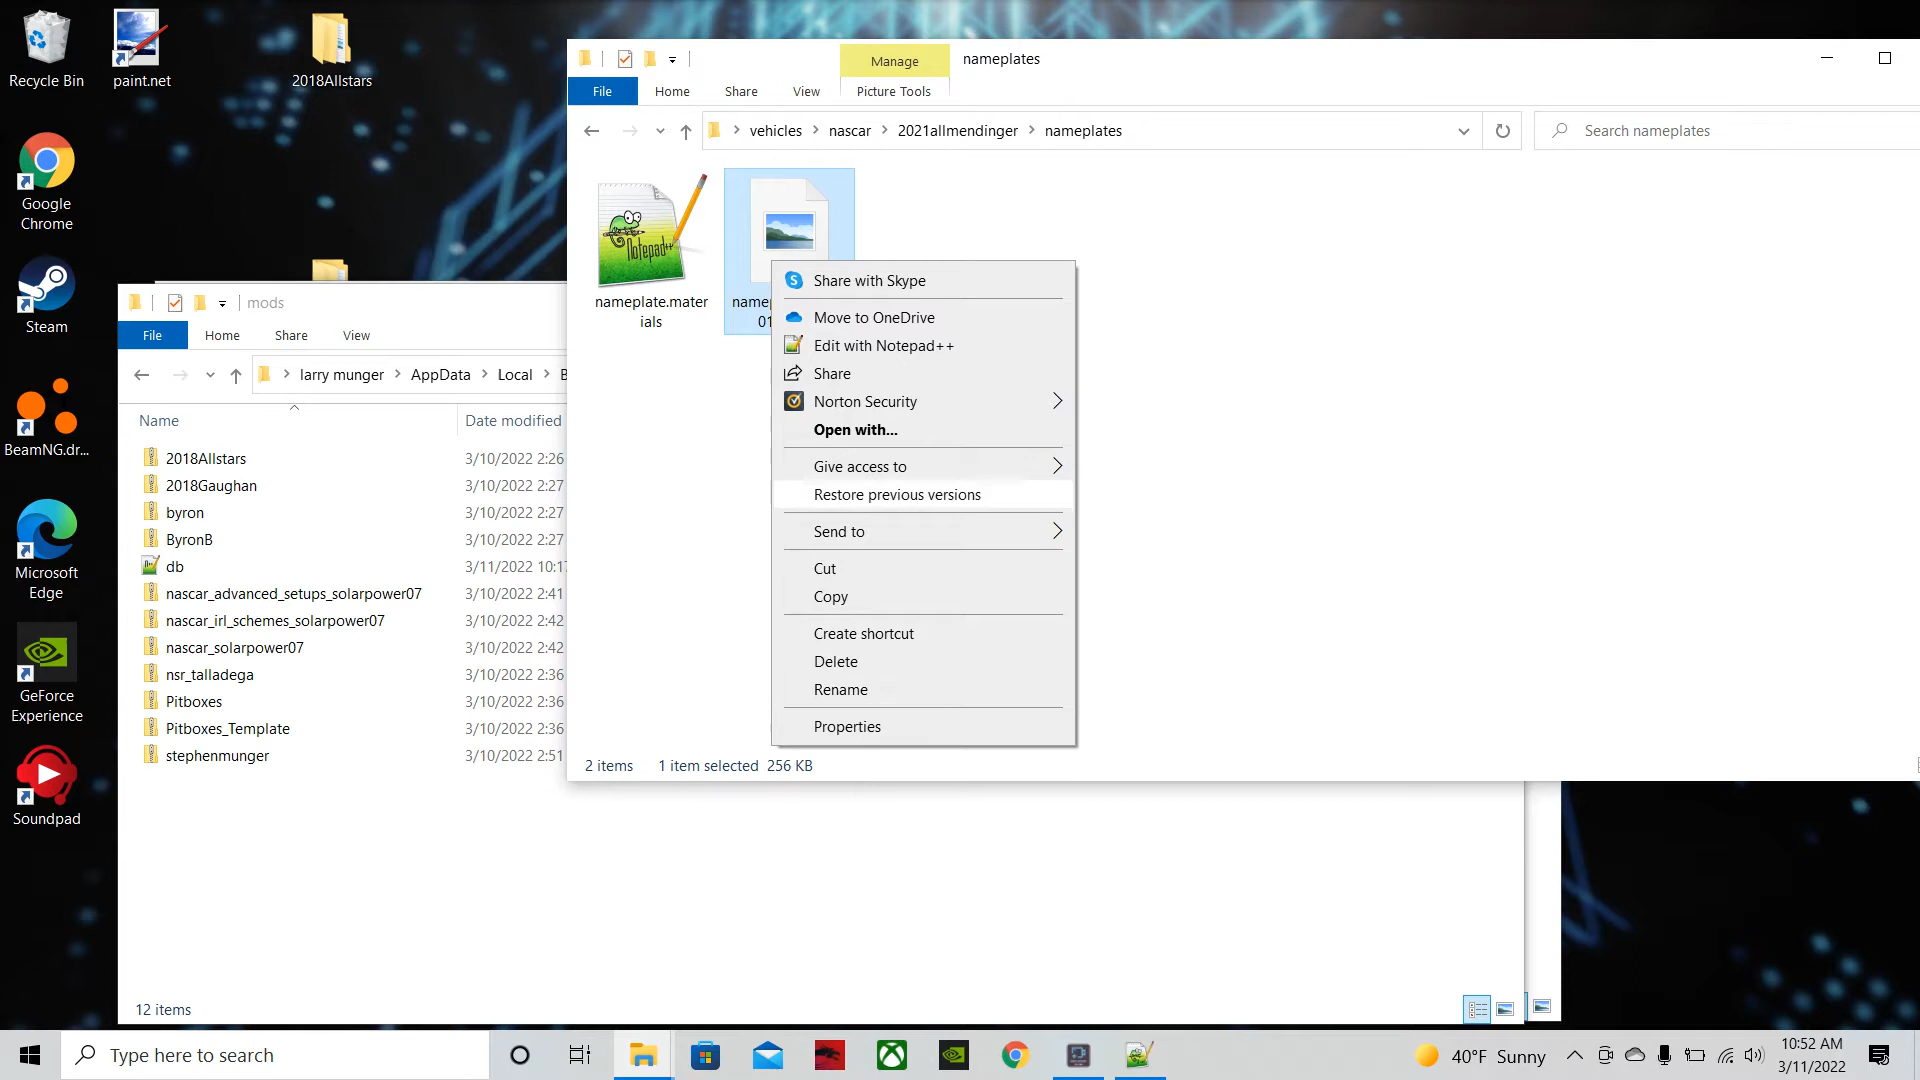 Recycle Bin
paint.net
2018Allstars
Google
Chrome
Steam
BeamNG.dr...
Microsoft
Edge
GeForce
Experience
Soundpad
Manage
nameplates
File
Home
Share
View
Picture Tools
vehicles
nascar
2021allmendinger
nameplates
Search nameplates
Notepad++
nameplate.mater
ials
01
Share with Skype
Move to OneDrive
Edit with Notepad++
Share
Norton Security
Open with...
Give access to
Restore previous versions
Send to
Cut
Copy
Create shortcut
Delete
Rename
Properties
2 items
1 item selected 256 KB
mods
File
Home
Share
View
larry munger
AppData
Local
B
Name
Date modified
2018Allstars 3/10/2022 2:26
2018Gaughan 3/10/2022 2:27
byron 3/10/2022 2:27
ByronB 3/10/2022 2:27
db 3/11/2022 10:17
nascar_advanced_setups_solarpower07 3/10/2022 2:41
nascar_irl_schemes_solarpower07 3/10/2022 2:42
nascar_solarpower07 3/10/2022 2:42
nsr_talladega 3/10/2022 2:36
Pitboxes 3/10/2022 2:36
Pitboxes_Template 3/10/2022 2:36
stephenmunger 3/10/2022 2:51
12 items
Type here to search
40°F Sunny
10:52 AM
3/11/2022